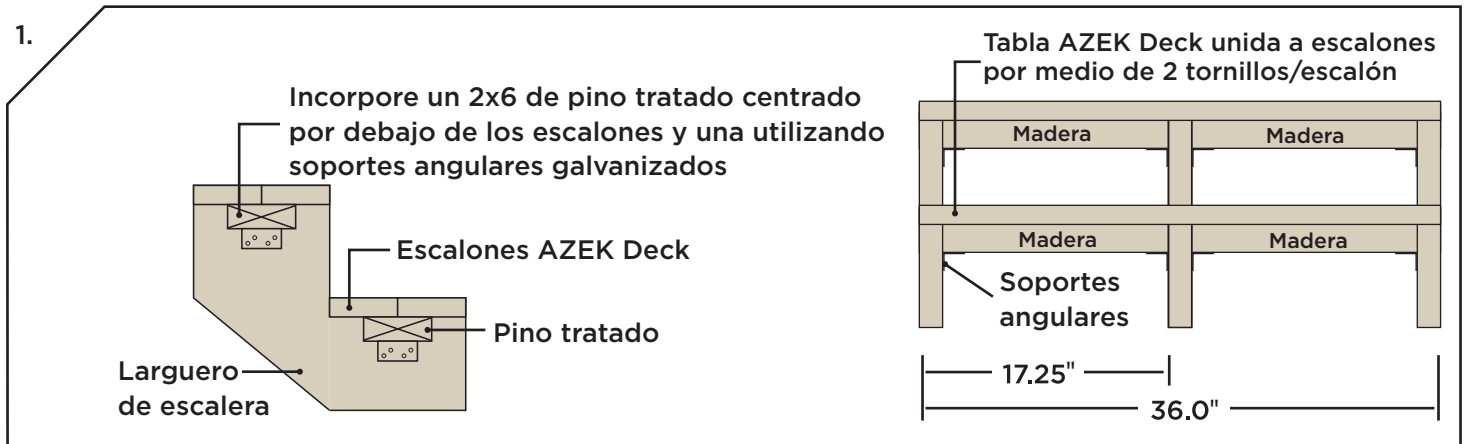 1.
Incorpore un 2x6 de pino tratado centrado
por debajo de los escalones y una utilizando
soportes angulares galvanizados
Escalones AZEK Deck
Pino tratado
Larguero
de escalera
Tabla AZEK Deck unida a escalones
por medio de 2 tornillos/escalón
Madera
Madera
Madera
Madera
Soportes
angulares
17.25"
36.0"